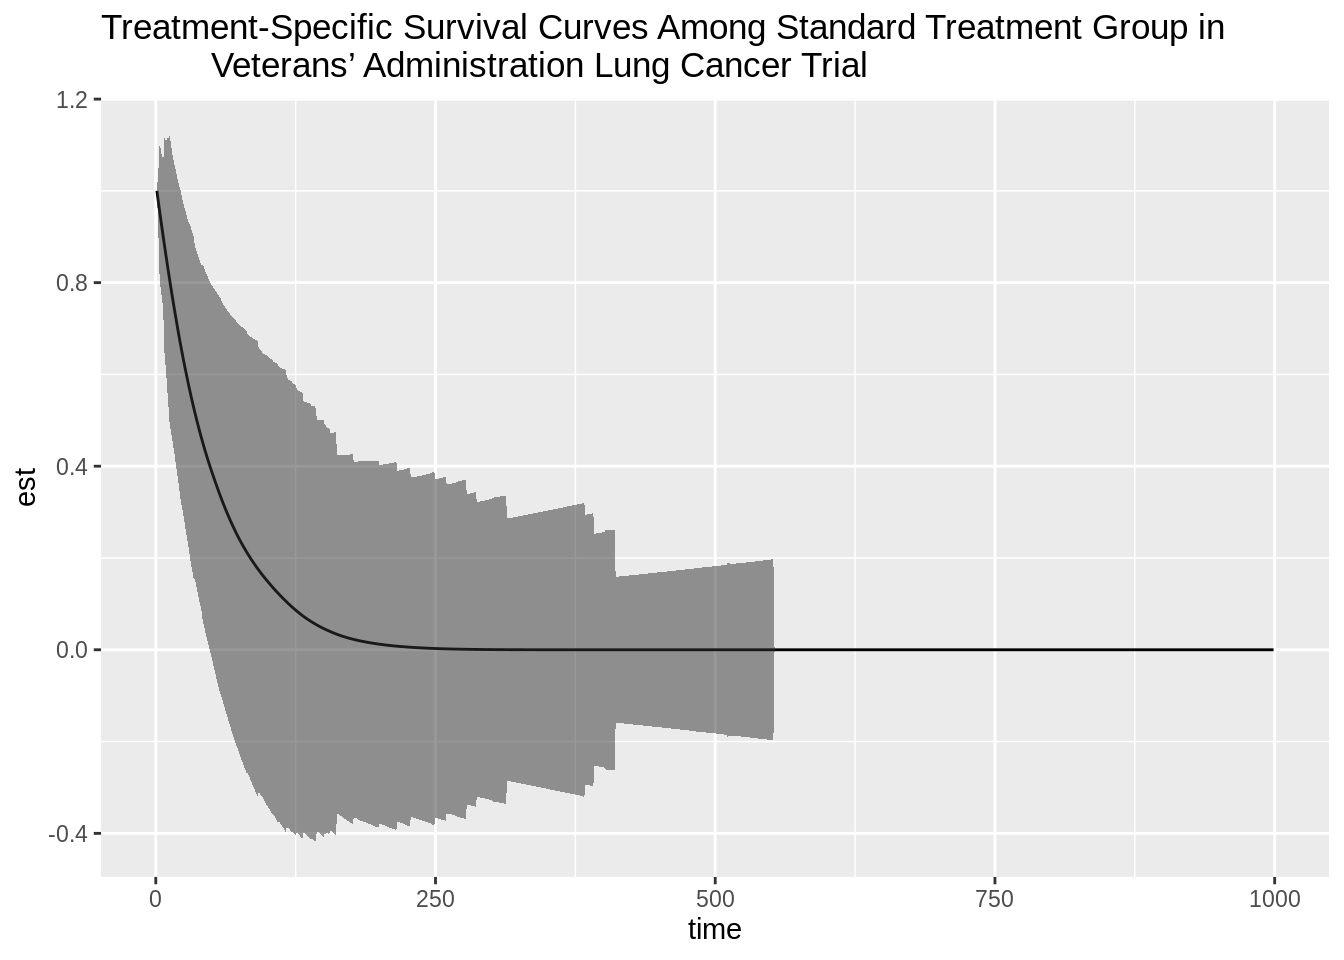 Treatment-Specific Survival Curves Among Standard Treatment Group in
Veterans’ Administration Lung Cancer Trial
1.2
0.8
0.4
0.0
-0.4
est
0 250 500 750 1000
time